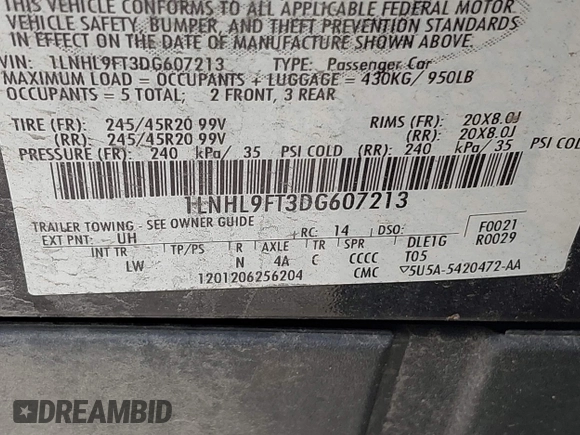 THIS VEHICLE CONFORMS TO ALL APPLICABLE FEDERAL MOTOR
VEHICLE SAFETY, BUMPER, AND THEFT PREVENTION STANDARDS
IN EFFECT ON THE DATE OF MANUFACTURE SHOWN ABOVE.
VIN: 1LNHL9FT3DG607213 TYPE: Passenger Car
MAXIMUM LOAD = OCCUPANTS + LUGGAGE = 430KG/ 950LB
OCCUPANTS = 5 TOTAL; 2 FRONT, 3 REAR
TIRE (FR): 245/45R20 99V RIMS (FR): 20X8.0J
(RR): 245/45R20 99V (RR): 20X8.0J
PRESSURE (FR): 240 kPa/ 35 PSI COLD (RR): 240 kPa/ 35 PSI COLD
1LNHL9FT3DG607213
TRAILER TOWING - SEE OWNER GUIDE
EXT PNT: UH RC: 14 DSO: F0021
INT TR TP/PS R AXLE TR SPR DLE1G R0029
LW N 4A C CCCC T05
1201206256204 CMC ▽5U5A-5420472-AA
DREAMBID